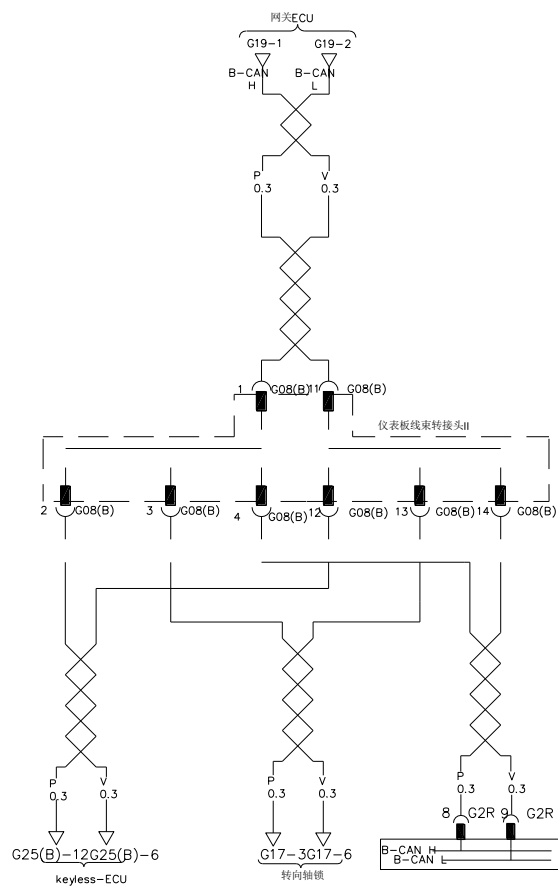 网关ECU
G19-1 G19-2
B-CAN H B-CAN L
P V
0.3 0.3
1 G08(B) 11 G08(B)
仪表板线束转接头II
2 G08(B) 3 G08(B) 4 G08(B) 12 G08(B) 13 G08(B) 14 G08(B)
P V P V P V
0.3 0.3 0.3 0.3 0.3 0.3
8 G2R 9 G2R
G25(B)-12 G25(B)-6 G17-3 G17-6 B-CAN H
B-CAN L
keyless-ECU 转向轴锁